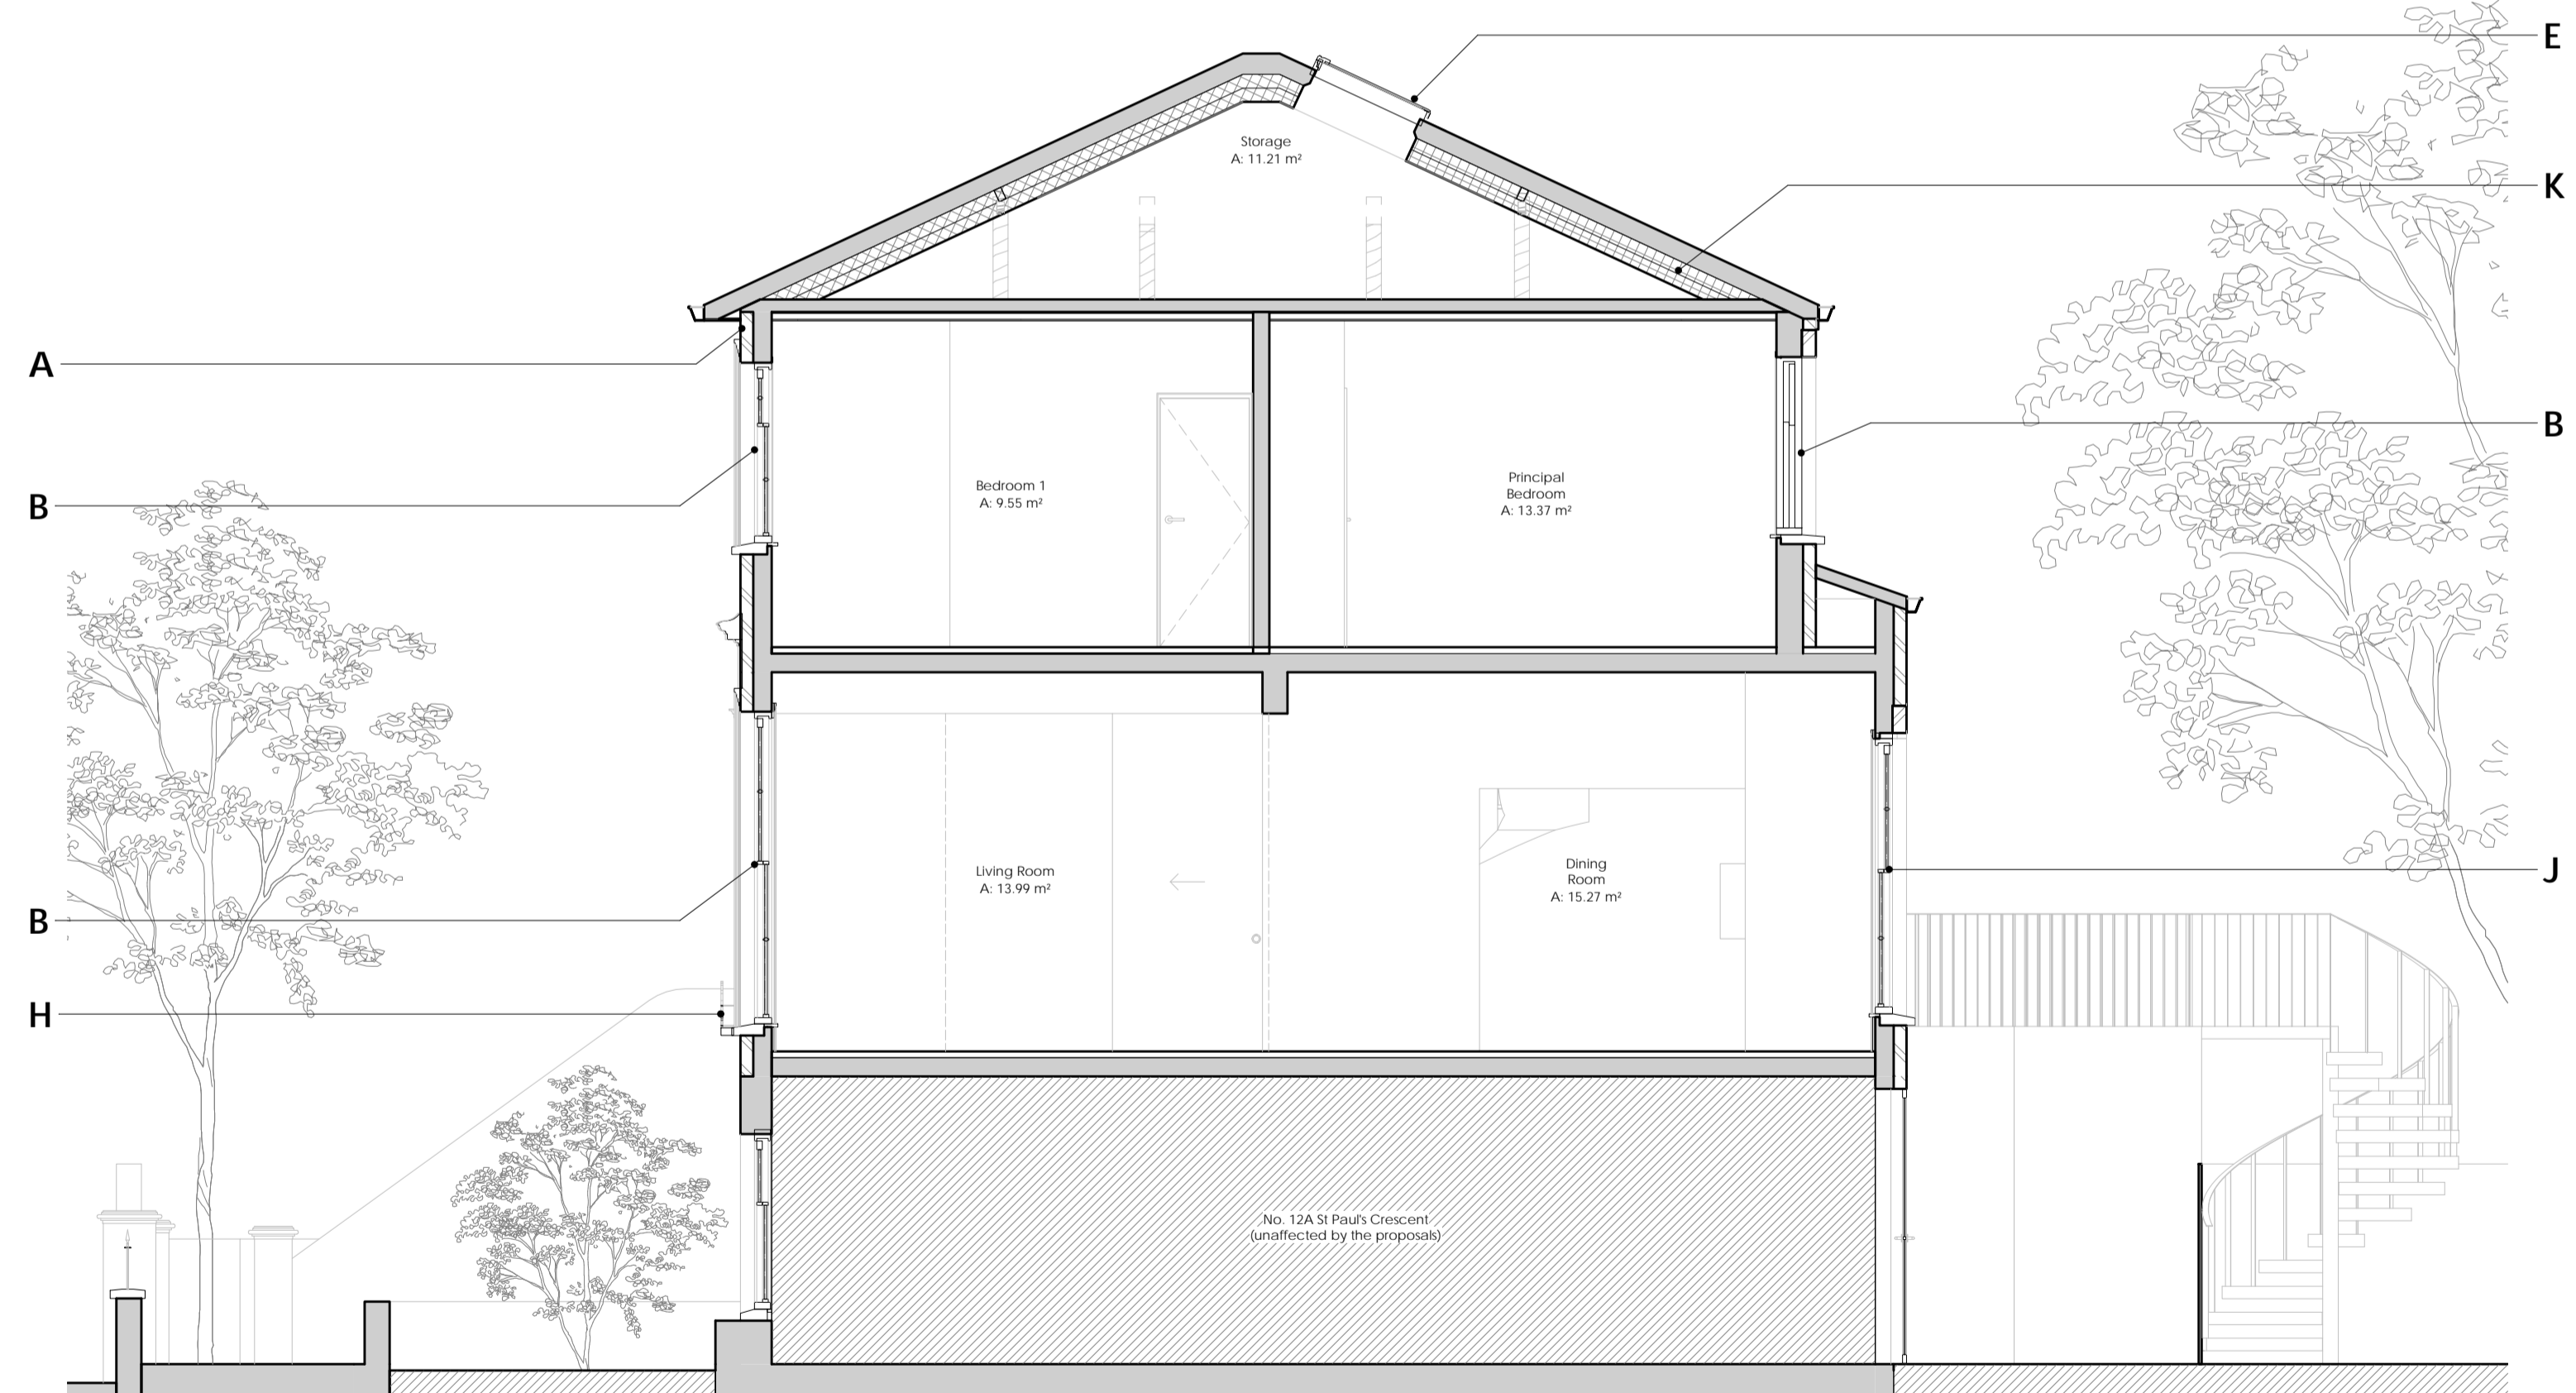 E
Storage
A: 11.21 m²
K
A
B
B
Bedroom 1
A: 9.55 m²
Principal
Bedroom
A: 13.37 m²
Living Room
A: 13.99 m²
Dining
Room
A: 15.27 m²
J
B
H
No. 12A St Paul's Crescent
(unaffected by the proposals)